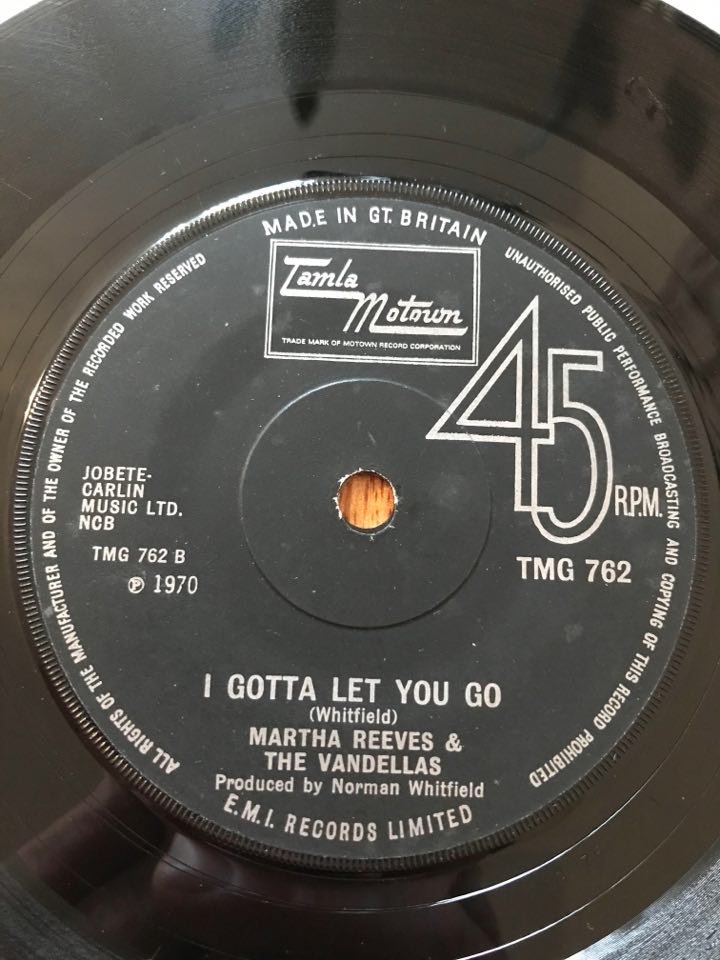 MADE IN GT. BRITAIN
Tamla
Motown
TRADE MARK OF MOTOWN RECORD CORPORATION
UNAUTHORISED PUBLIC PERFORMANCE BROADCASTING AND COPYING OF THIS RECORD PROHIBITED
ALL RIGHTS OF THE MANUFACTURER AND OF THE OWNER OF THE RECORDED WORK RESERVED
45 R.P.M.
JOBETE-
CARLIN
MUSIC LTD.
NCB
TMG 762 B
℗ 1970
TMG 762
I GOTTA LET YOU GO
(Whitfield)
MARTHA REEVES &
THE VANDELLAS
Produced by Norman Whitfield
E.M.I. RECORDS LIMITED